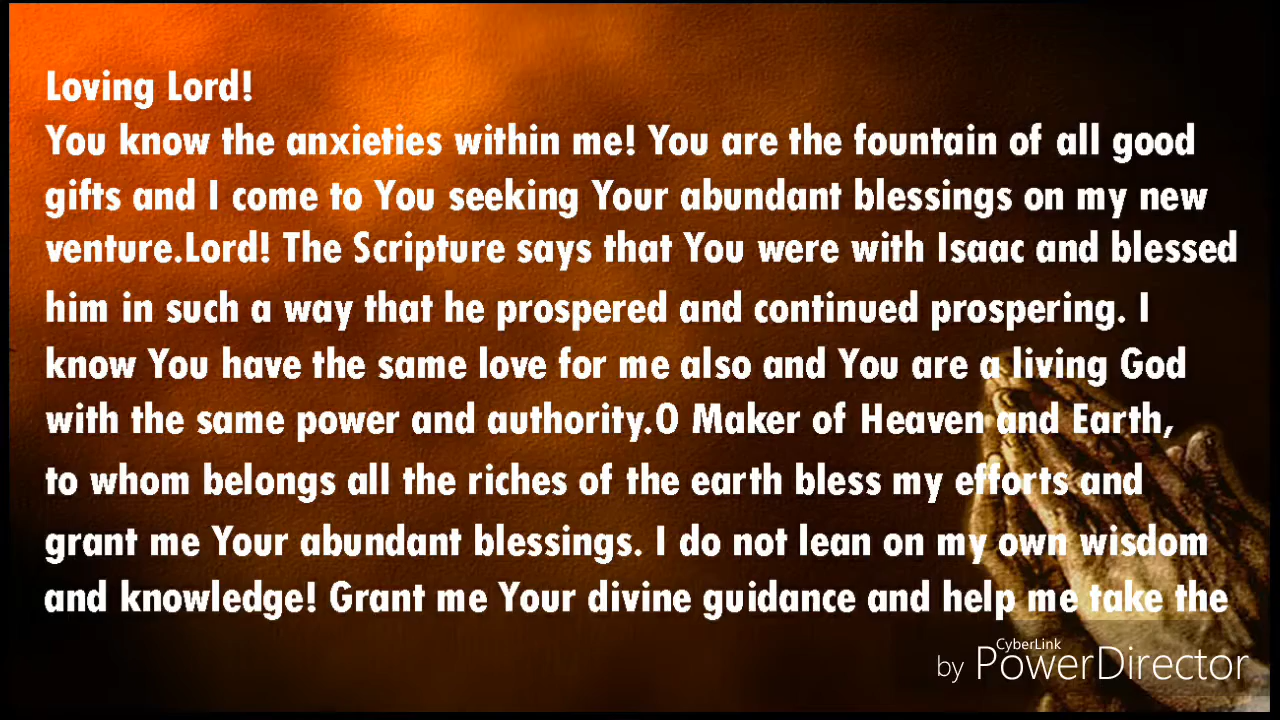 Loving Lord!
You know the anxieties within me! You are the fountain of all good
gifts and I come to You seeking Your abundant blessings on my new
venture.Lord! The Scripture says that You were with Isaac and blessed
him in such a way that he prospered and continued prospering. I
know You have the same love for me also and You are a living God
with the same power and authority.O Maker of Heaven and Earth,
to whom belongs all the riches of the earth bless my efforts and
grant me Your abundant blessings. I do not lean on my own wisdom
and knowledge! Grant me Your divine guidance and help me take the
CyberLink
by PowerDirector